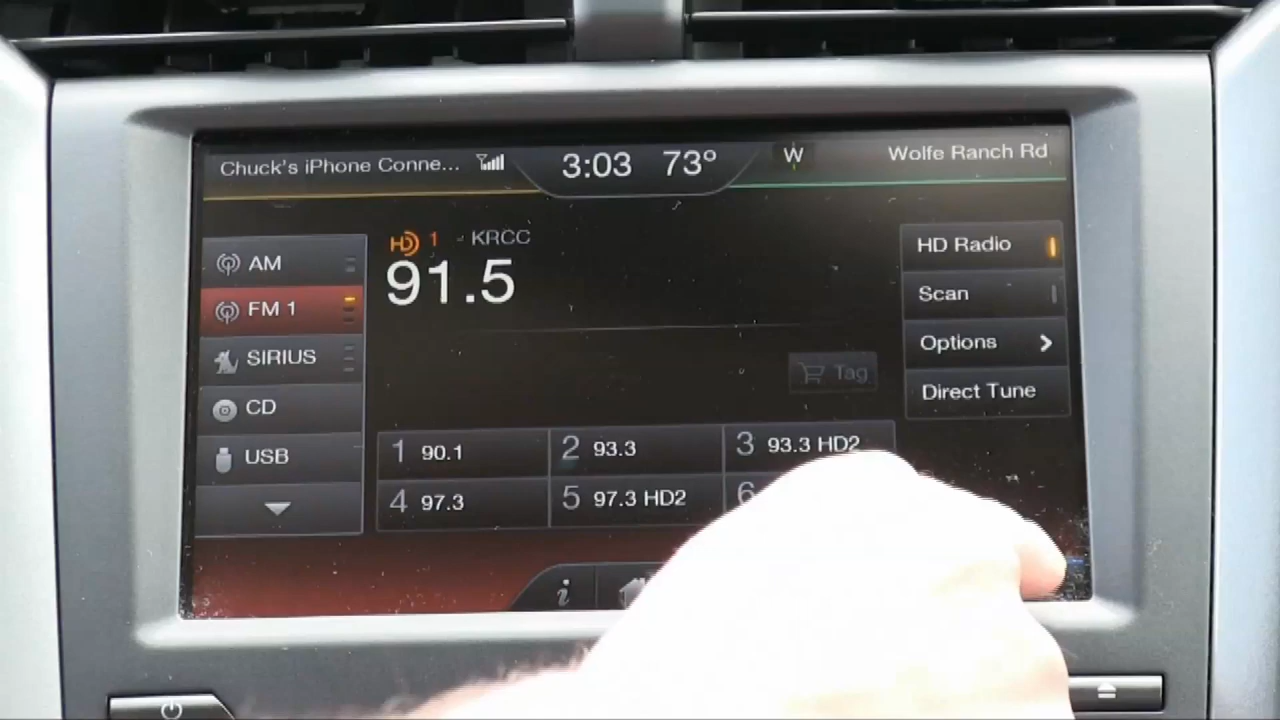 Chuck's iPhone Conne... 3:03 73° W Wolfe Ranch Rd
HD 1 - KRCC
91.5
AM
FM 1
SIRIUS
CD
USB
HD Radio
Scan
Options
Direct Tune
Tag
1 90.1 2 93.3 3 93.3 HD2
4 97.3 5 97.3 HD2 6
i